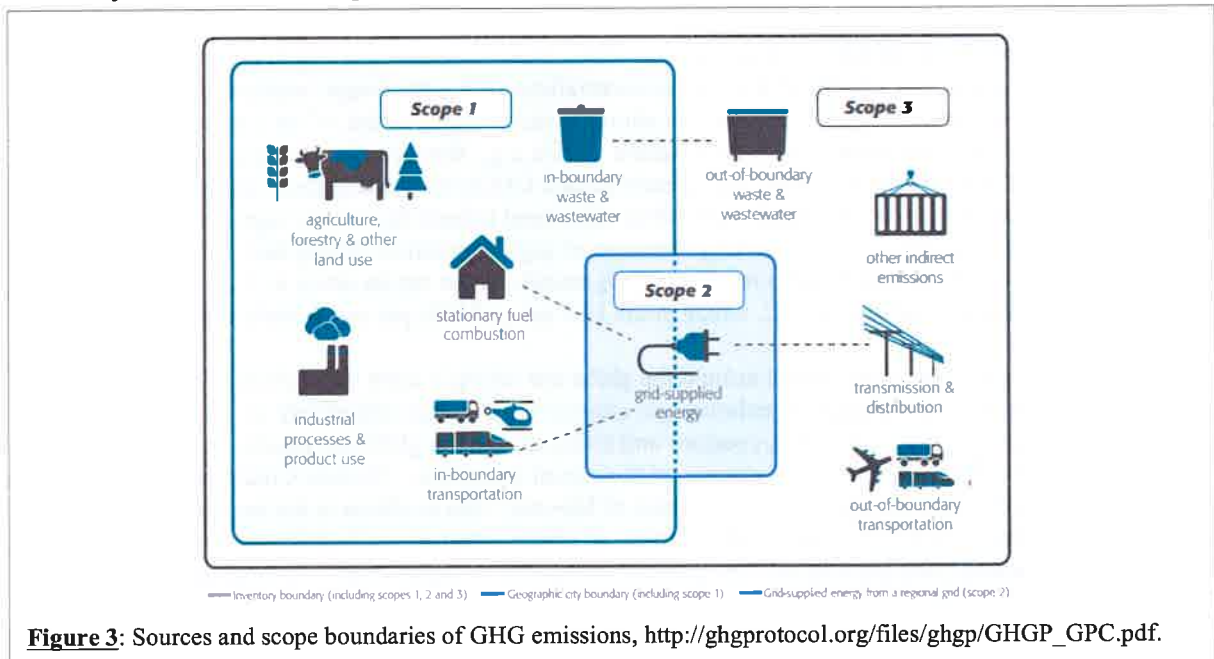 Scope 1
Scope 3
in-boundary
waste &
wastewater
out-of-boundary
waste &
wastewater
agriculture,
forestry & other
land use
other indirect
emissions
Scope 2
stationary fuel
combustion
grid-supplied
energy
transmission &
distribution
industrial
processes &
product use
in-boundary
transportation
out-of-boundary
transportation
Inventory boundary (including scopes 1, 2 and 3) Geographic city boundary (including scope 1) Grid-supplied energy from a regional grid (scope 2)
Figure 3: Sources and scope boundaries of GHG emissions, http://ghgprotocol.org/files/ghgp/GHGP_GPC.pdf.